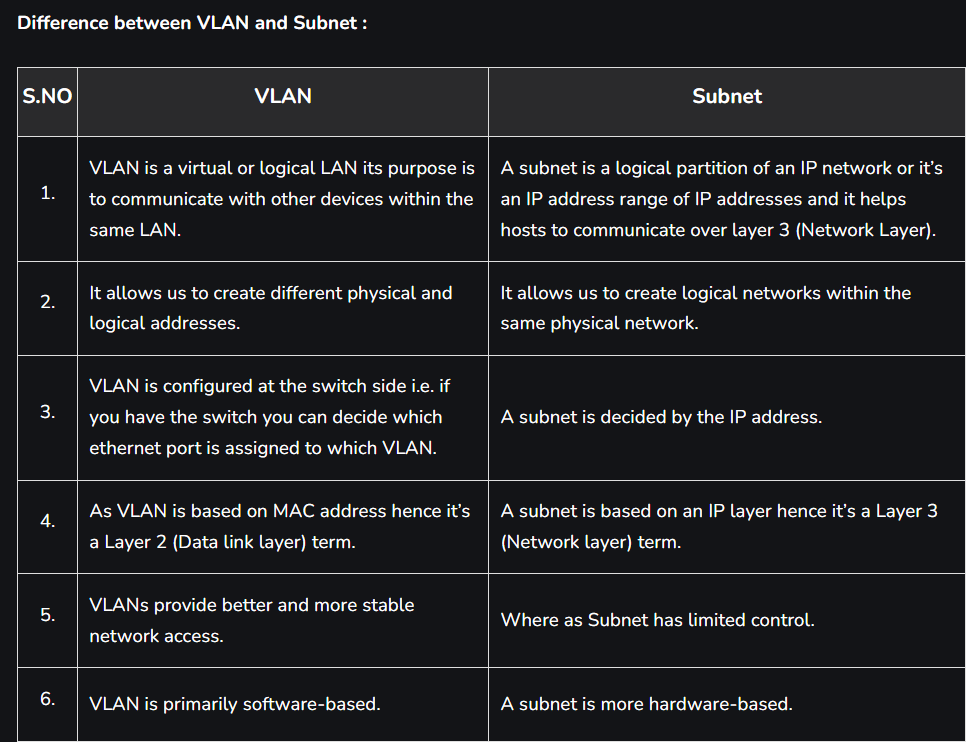 Difference between VLAN and Subnet :
S.NO VLAN Subnet
1.
VLAN is a virtual or logical LAN its purpose is
to communicate with other devices within the
same LAN.
A subnet is a logical partition of an IP network or it’s
an IP address range of IP addresses and it helps
hosts to communicate over layer 3 (Network Layer).
2.
It allows us to create different physical and
logical addresses.
It allows us to create logical networks within the
same physical network.
3.
VLAN is configured at the switch side i.e. if
you have the switch you can decide which
ethernet port is assigned to which VLAN.
A subnet is decided by the IP address.
4.
As VLAN is based on MAC address hence it’s
a Layer 2 (Data link layer) term.
A subnet is based on an IP layer hence it’s a Layer 3
(Network layer) term.
5.
VLANs provide better and more stable
network access.
Where as Subnet has limited control.
6.
VLAN is primarily software-based.
A subnet is more hardware-based.